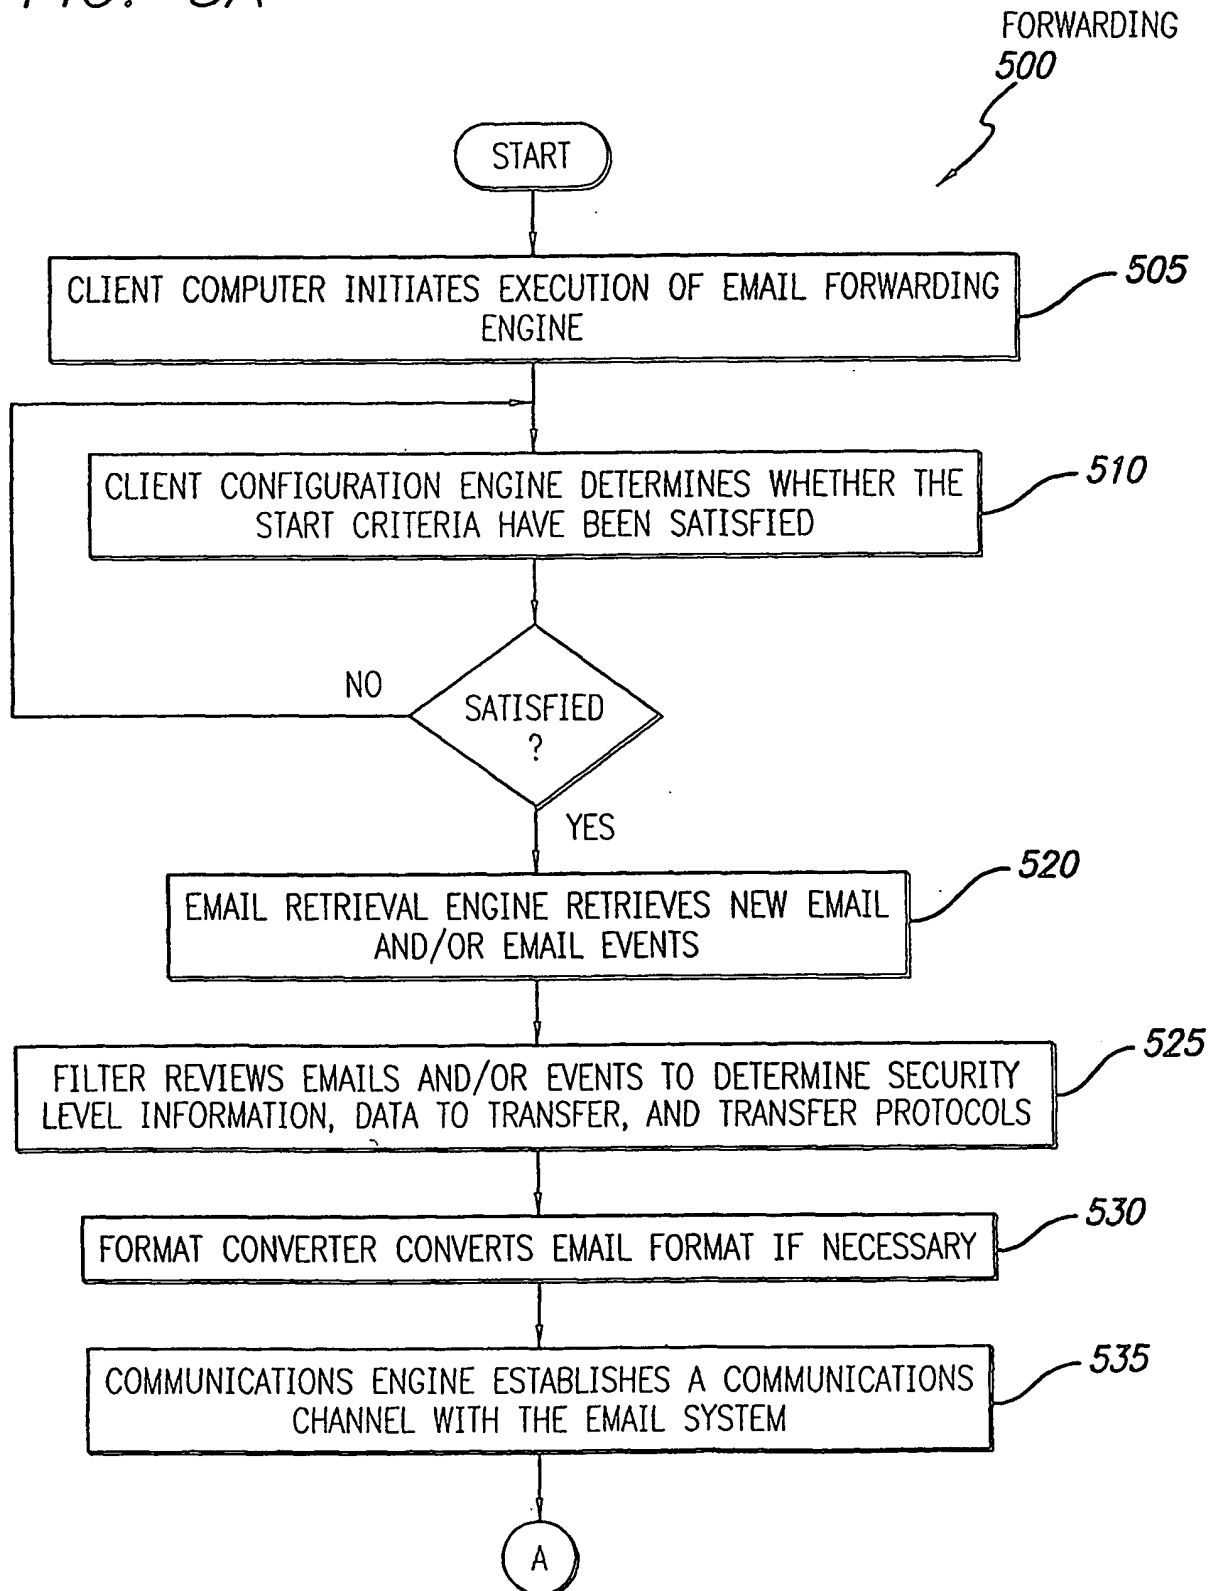 FIG. 5A
FORWARDING
500
START
CLIENT COMPUTER INITIATES EXECUTION OF EMAIL FORWARDING
ENGINE
505
CLIENT CONFIGURATION ENGINE DETERMINES WHETHER THE
START CRITERIA HAVE BEEN SATISFIED
510
NO
SATISFIED
?
YES
EMAIL RETRIEVAL ENGINE RETRIEVES NEW EMAIL
AND/OR EMAIL EVENTS
520
FILTER REVIEWS EMAILS AND/OR EVENTS TO DETERMINE SECURITY
LEVEL INFORMATION, DATA TO TRANSFER, AND TRANSFER PROTOCOLS
525
FORMAT CONVERTER CONVERTS EMAIL FORMAT IF NECESSARY
530
COMMUNICATIONS ENGINE ESTABLISHES A COMMUNICATIONS
CHANNEL WITH THE EMAIL SYSTEM
535
A